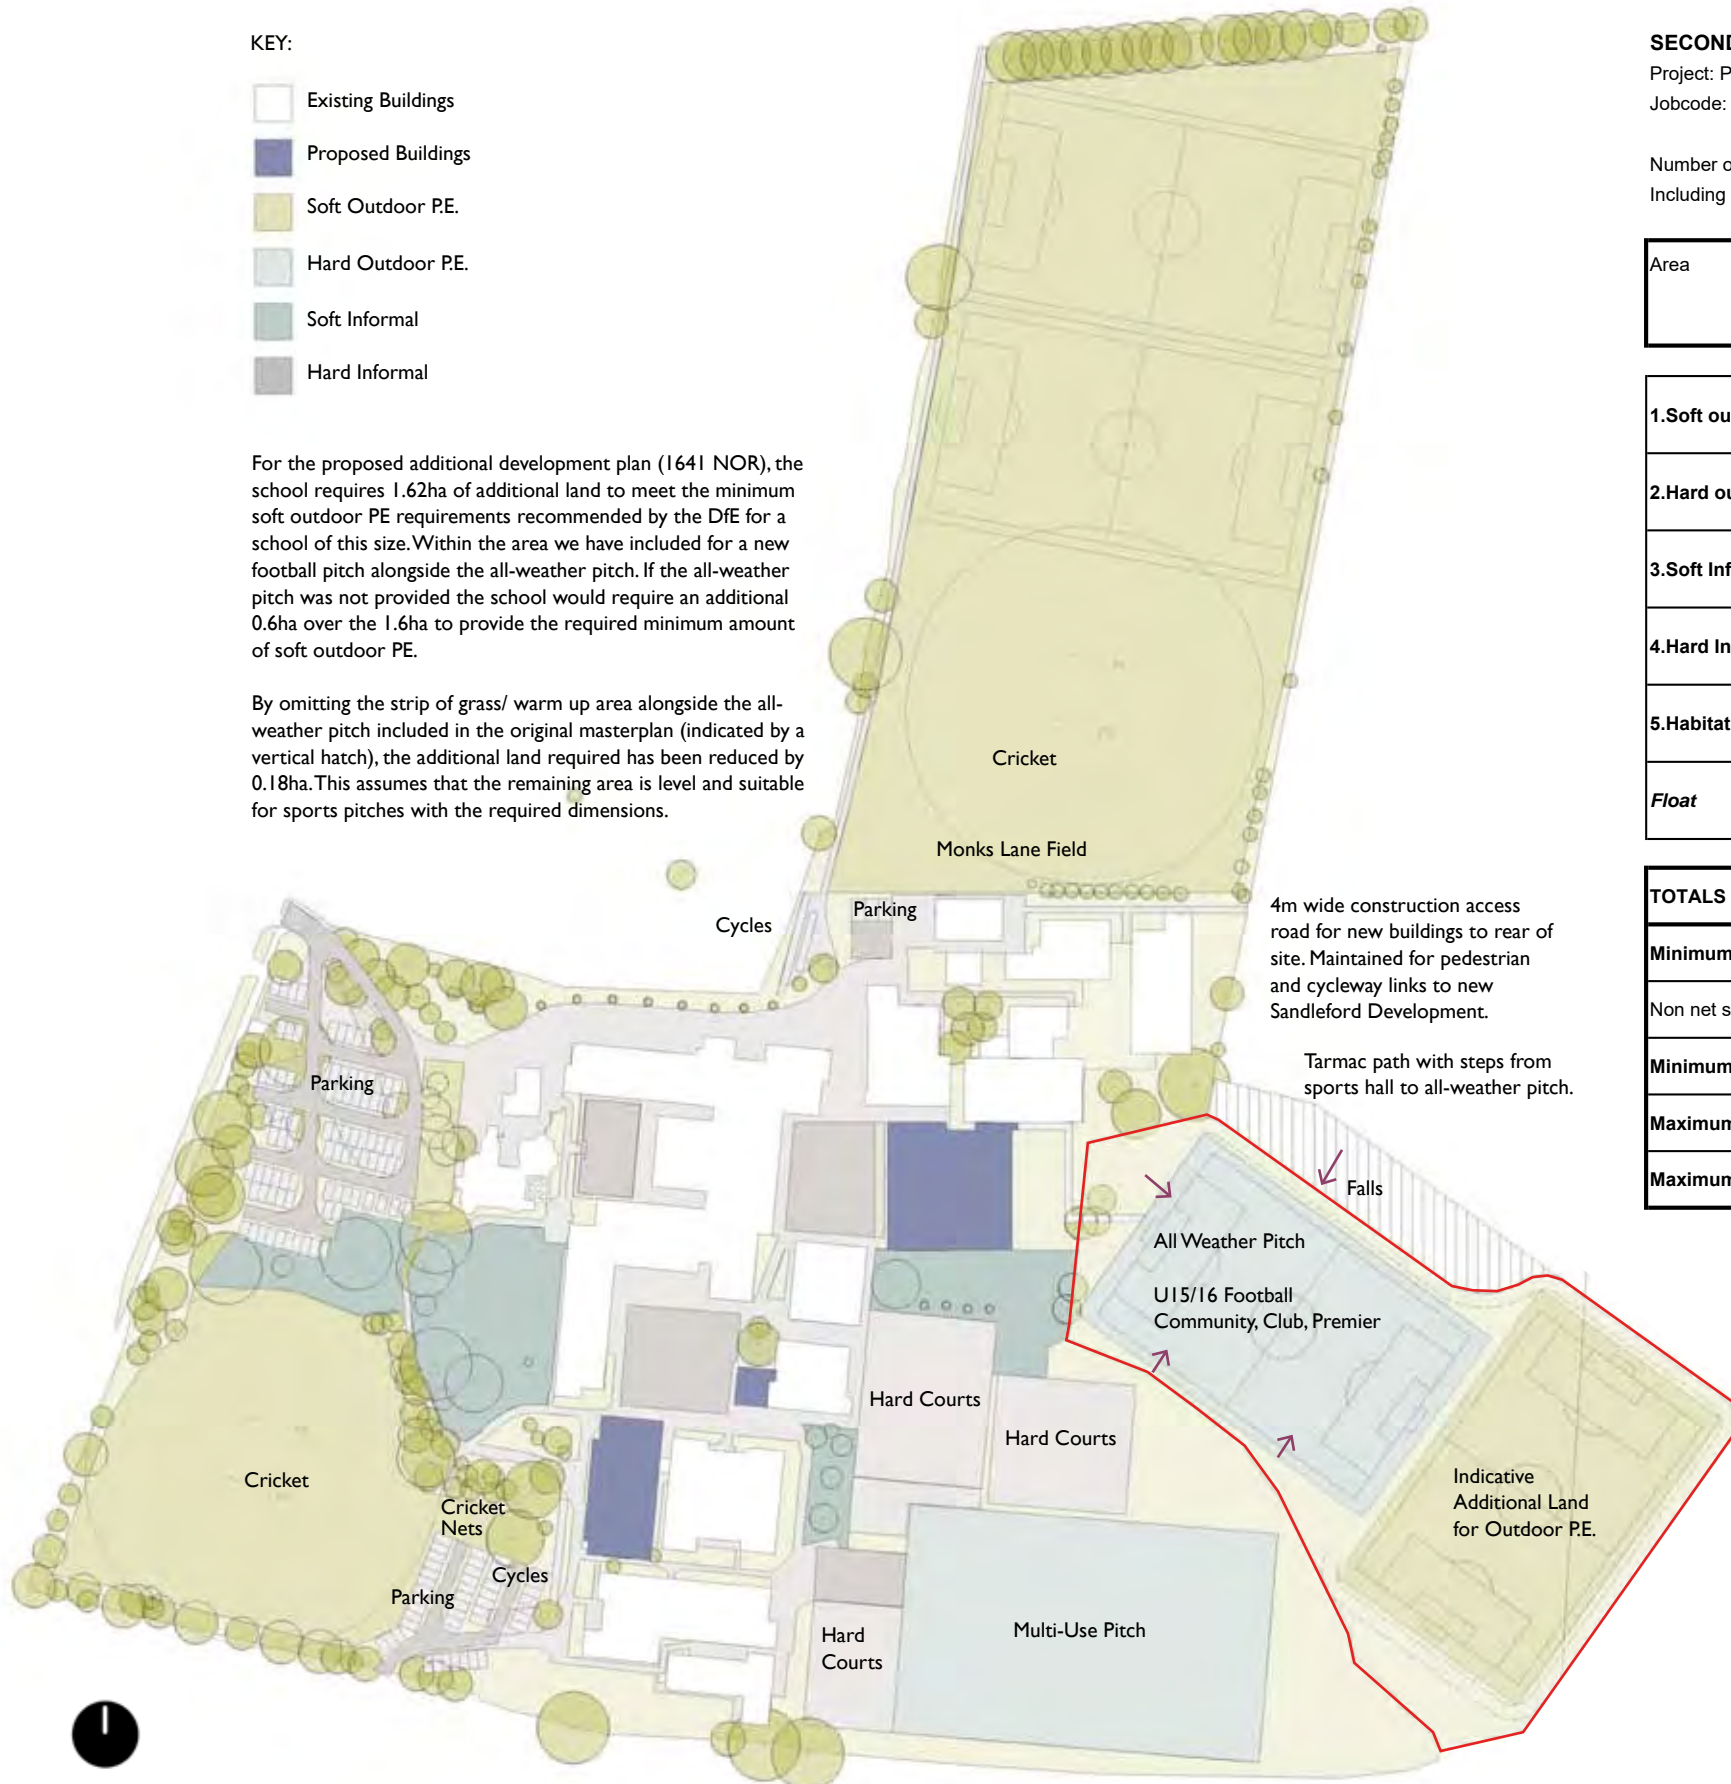 KEY:
Existing Buildings
Proposed Buildings
Soft Outdoor P.E.
Hard Outdoor P.E.
Soft Informal
Hard Informal
For the proposed additional development plan (1641 NOR), the
school requires 1.62ha of additional land to meet the minimum
soft outdoor PE requirements recommended by the DfE for a
school of this size. Within the area we have included for a new
football pitch alongside the all-weather pitch. If the all-weather
pitch was not provided the school would require an additional
0.6ha over the 1.6ha to provide the required minimum amount
of soft outdoor PE.
By omitting the strip of grass/ warm up area alongside the all-
weather pitch included in the original masterplan (indicated by a
vertical hatch), the additional land required has been reduced by
0.18ha. This assumes that the remaining area is level and suitable
for sports pitches with the required dimensions.
Cricket
Monks Lane Field
Cycles
Parking
4m wide construction access
road for new buildings to rear of
site. Maintained for pedestrian
and cycleway links to new
Sandleford Development.
Tarmac path with steps from
sports hall to all-weather pitch.
Parking
Falls
All Weather Pitch
U15/16 Football
Community, Club, Premier
Hard Courts
Hard Courts
Cricket
Cricket
Nets
Cycles
Parking
Indicative
Additional Land
for Outdoor P.E.
Hard
Courts
Multi-Use Pitch
SECOND
Project: P
Jobcode:
Number o
Including
Area
1.Soft ou
2.Hard ou
3.Soft Inf
4.Hard In
5.Habitat
Float
TOTALS
Minimum
Non net s
Minimum
Maximum
Maximum